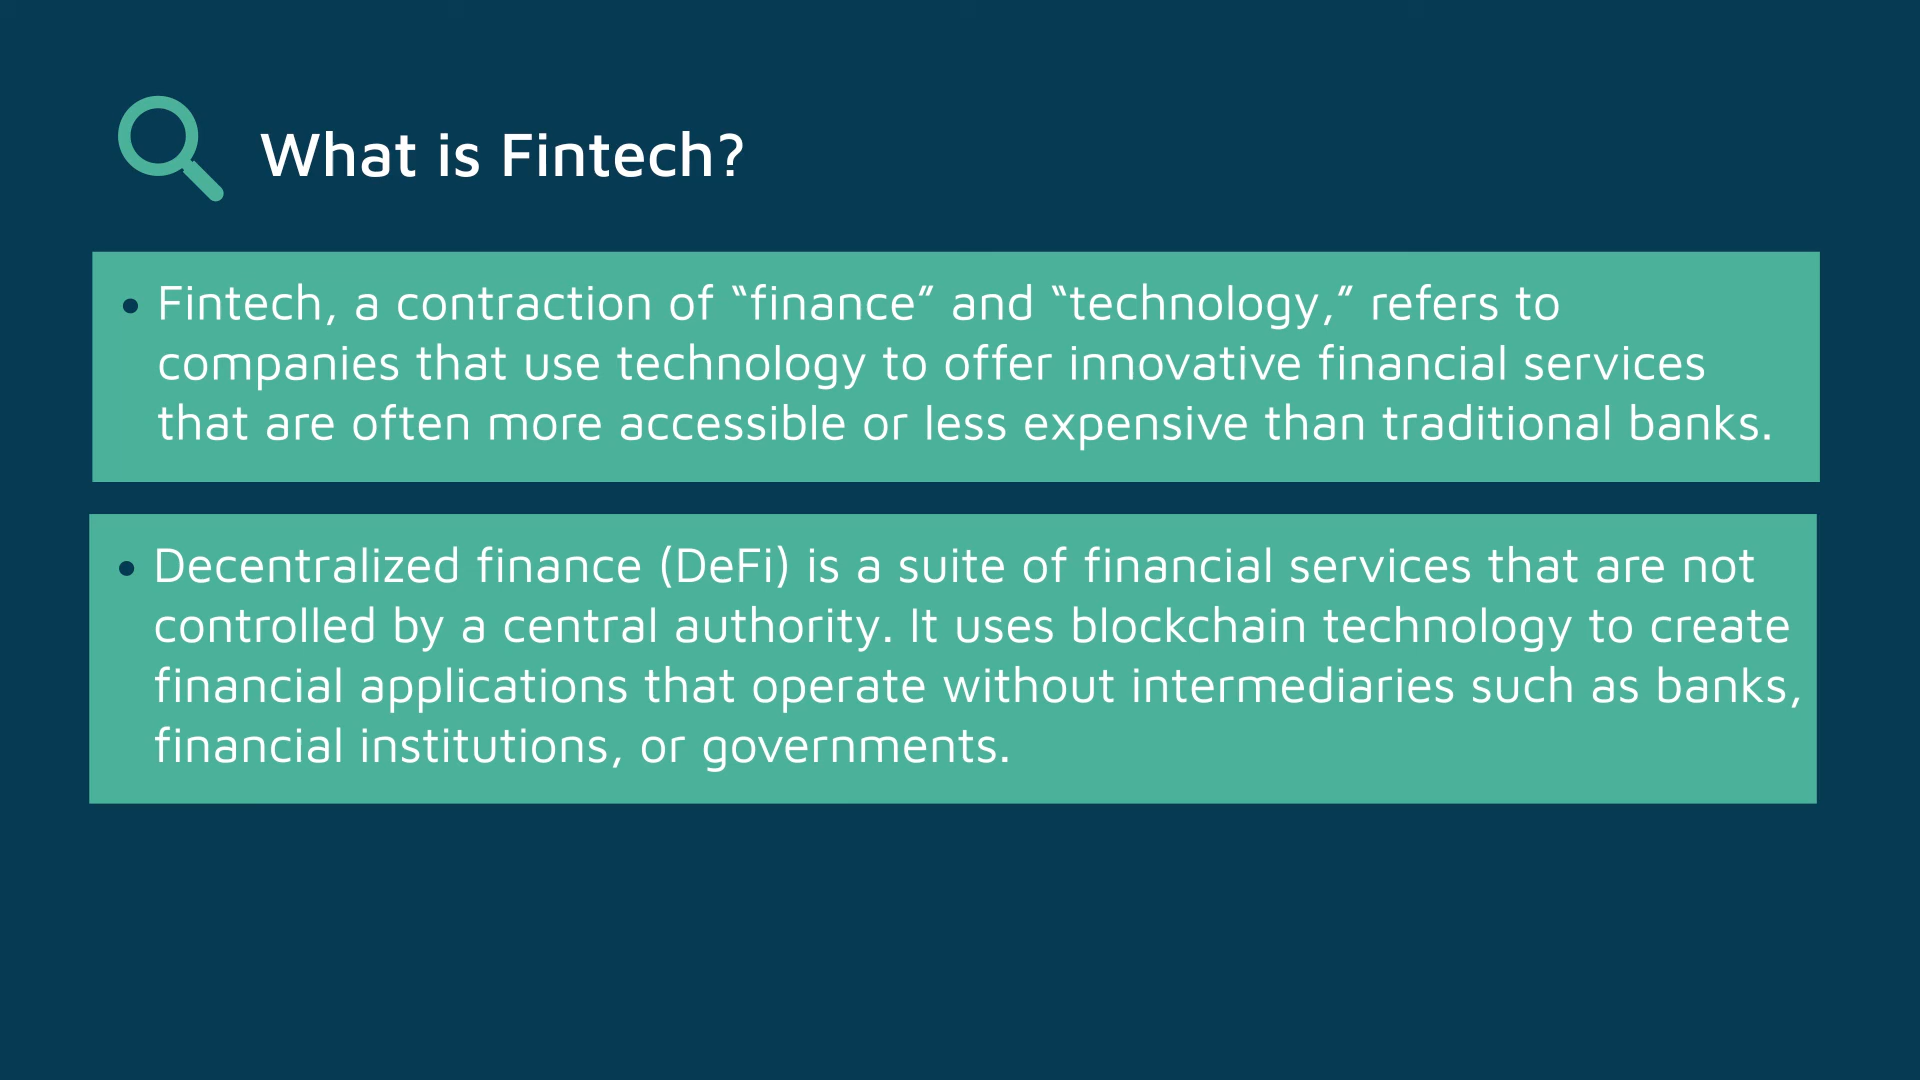 What is Fintech?
• Fintech, a contraction of “finance” and “technology,” refers to
companies that use technology to offer innovative financial services
that are often more accessible or less expensive than traditional banks.
• Decentralized finance (DeFi) is a suite of financial services that are not
controlled by a central authority. It uses blockchain technology to create
financial applications that operate without intermediaries such as banks,
financial institutions, or governments.